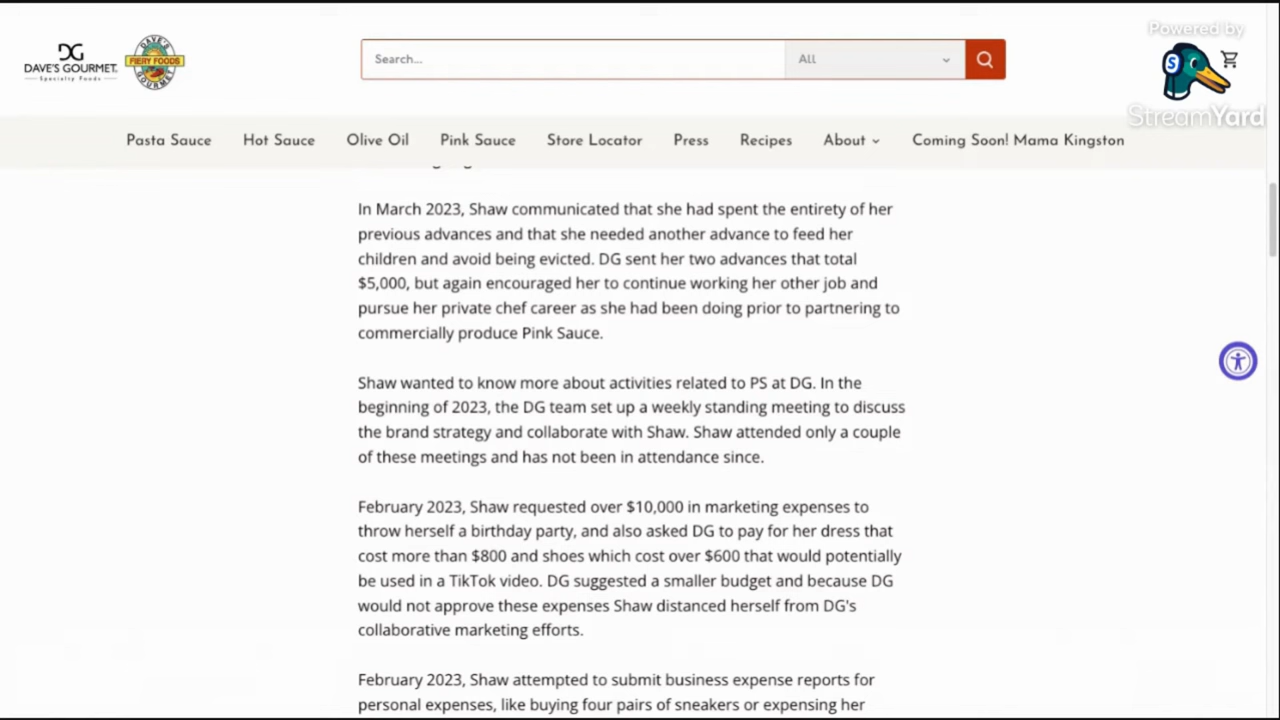 Powered by
StreamYard
DG
DAVE'S GOURMET
Specialty Foods
DAVE'S
FIERY FOODS
GOURMET
Search...
All
Pasta Sauce
Hot Sauce
Olive Oil
Pink Sauce
Store Locator
Press
Recipes
About
Coming Soon! Mama Kingston
In March 2023, Shaw communicated that she had spent the entirety of her
previous advances and that she needed another advance to feed her
children and avoid being evicted. DG sent her two advances that total
$5,000, but again encouraged her to continue working her other job and
pursue her private chef career as she had been doing prior to partnering to
commercially produce Pink Sauce.
Shaw wanted to know more about activities related to PS at DG. In the
beginning of 2023, the DG team set up a weekly standing meeting to discuss
the brand strategy and collaborate with Shaw. Shaw attended only a couple
of these meetings and has not been in attendance since.
February 2023, Shaw requested over $10,000 in marketing expenses to
throw herself a birthday party, and also asked DG to pay for her dress that
cost more than $800 and shoes which cost over $600 that would potentially
be used in a TikTok video. DG suggested a smaller budget and because DG
would not approve these expenses Shaw distanced herself from DG's
collaborative marketing efforts.
February 2023, Shaw attempted to submit business expense reports for
personal expenses, like buying four pairs of sneakers or expensing her